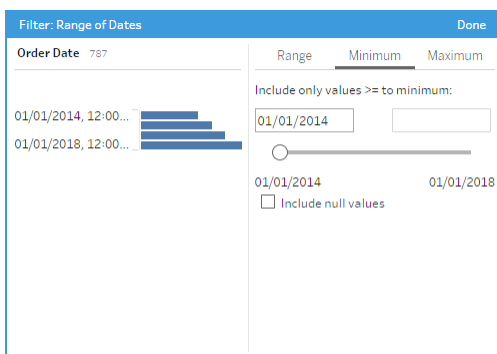 Filter: Range of Dates Done
Order Date 787
Range Minimum Maximum
Include only values >= to minimum:
01/01/2014, 12:00...
01/01/2014
01/01/2018, 12:00...
01/01/2014 01/01/2018
Include null values